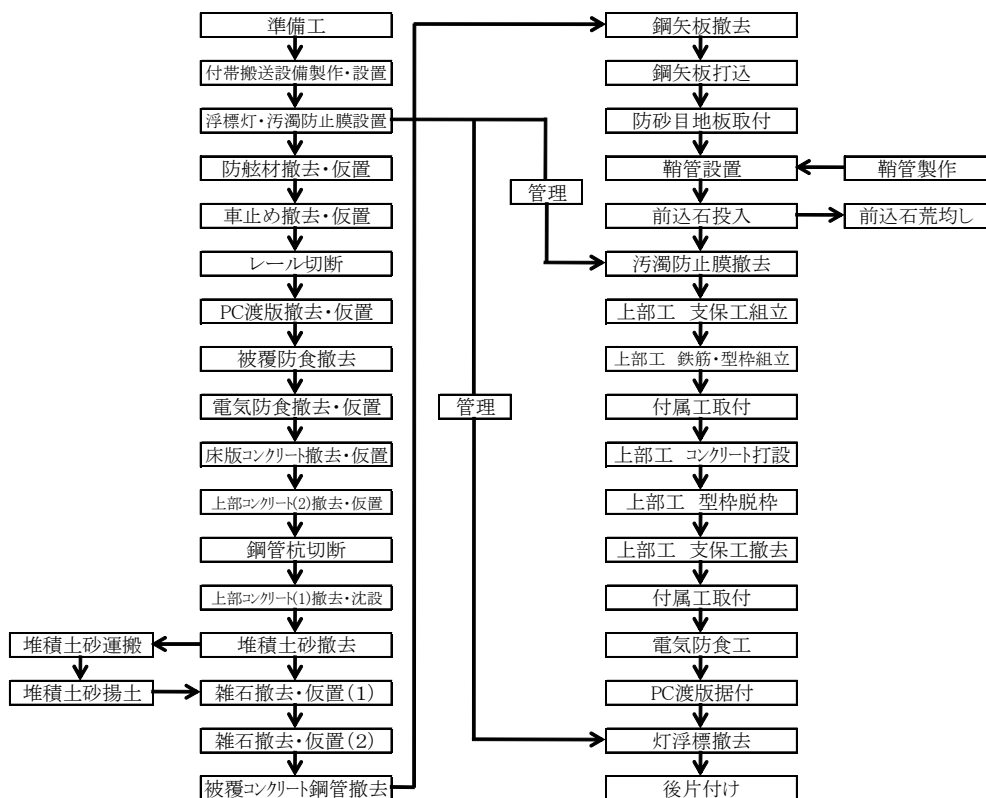 準備工
付帯搬送設備製作・設置
浮標灯・汚濁防止膜設置
防舷材撤去・仮置
車止め撤去・仮置
レール切断
PC渡版撤去・仮置
被覆防食撤去
電気防食撤去・仮置
床版コンクリート撤去・仮置
上部コンクリート(2)撤去・仮置
鋼管杭切断
上部コンクリート(1)撤去・沈設
堆積土砂運搬
堆積土砂撤去
堆積土砂揚土
雑石撤去・仮置(1)
雑石撤去・仮置(2)
被覆コンクリート鋼管撤去
管理
管理
鋼矢板撤去
鋼矢板打込
防砂目地板取付
鞘管設置
鞘管製作
前込石投入
前込石荒均し
汚濁防止膜撤去
上部工　支保工組立
上部工　鉄筋・型枠組立
付属工取付
上部工　コンクリート打設
上部工　型枠脱枠
上部工　支保工撤去
付属工取付
電気防食工
PC渡版据付
灯浮標撤去
後片付け